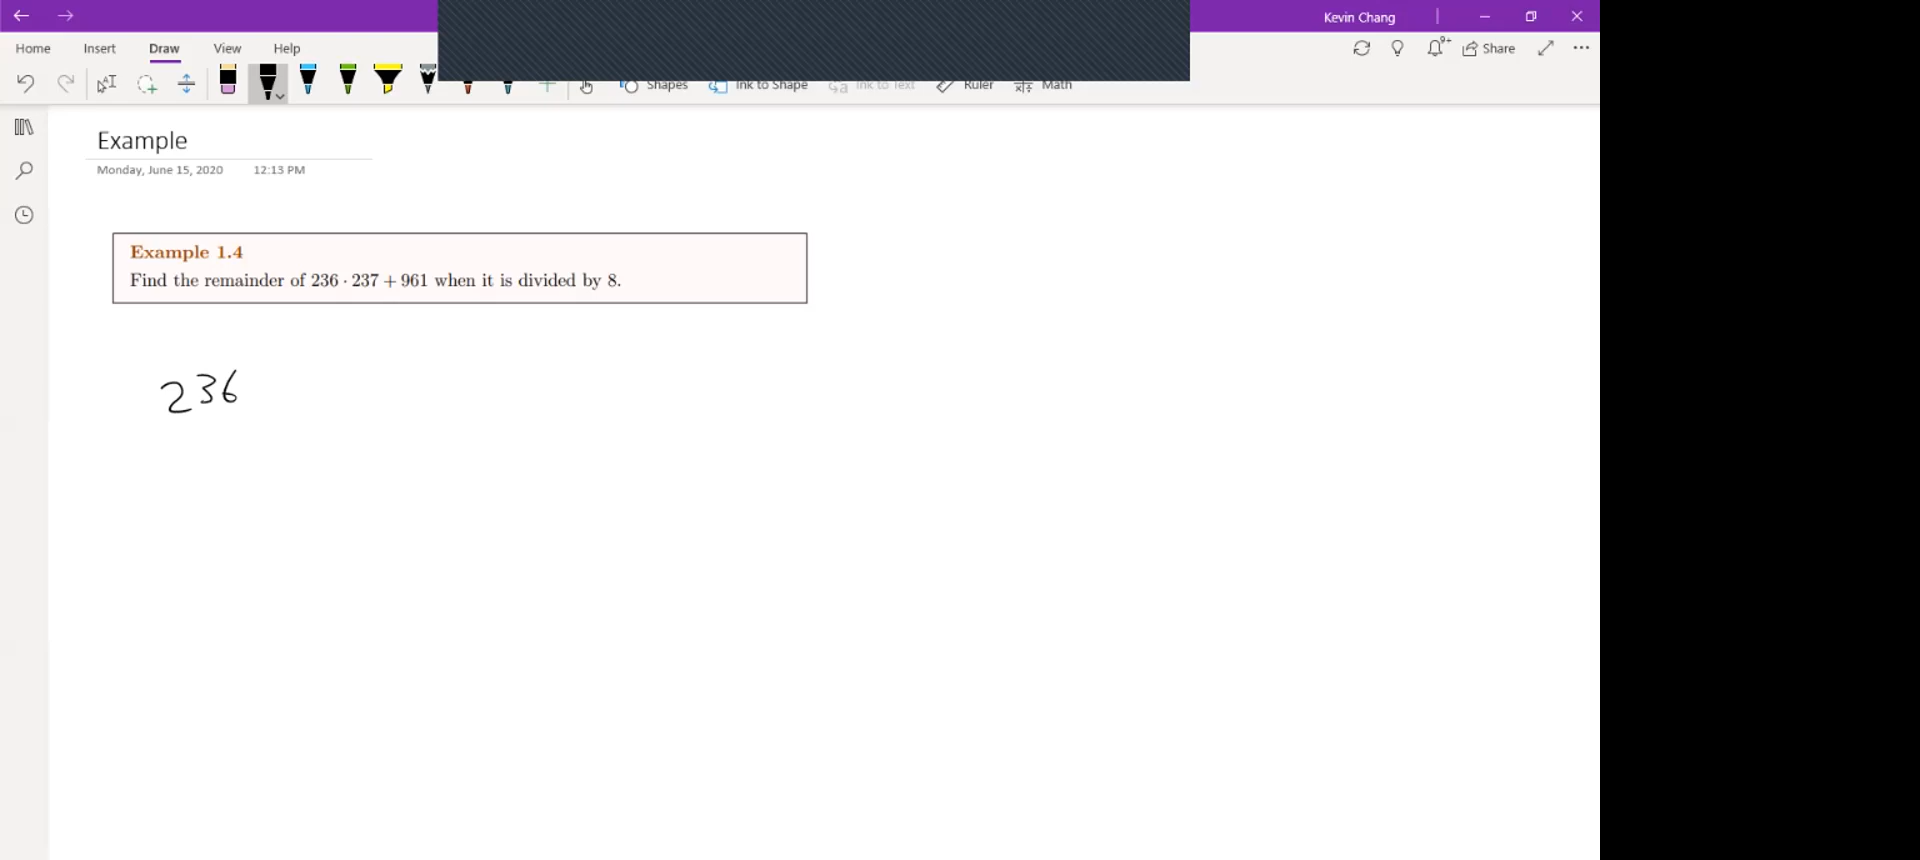 Kevin Chang
Home Insert Draw View Help Share
Shapes Ink to Shape Ink to Text Ruler Math
Example
Monday, June 15, 2020 12:13 PM
Example 1.4
Find the remainder of 236 · 237 + 961 when it is divided by 8.
236